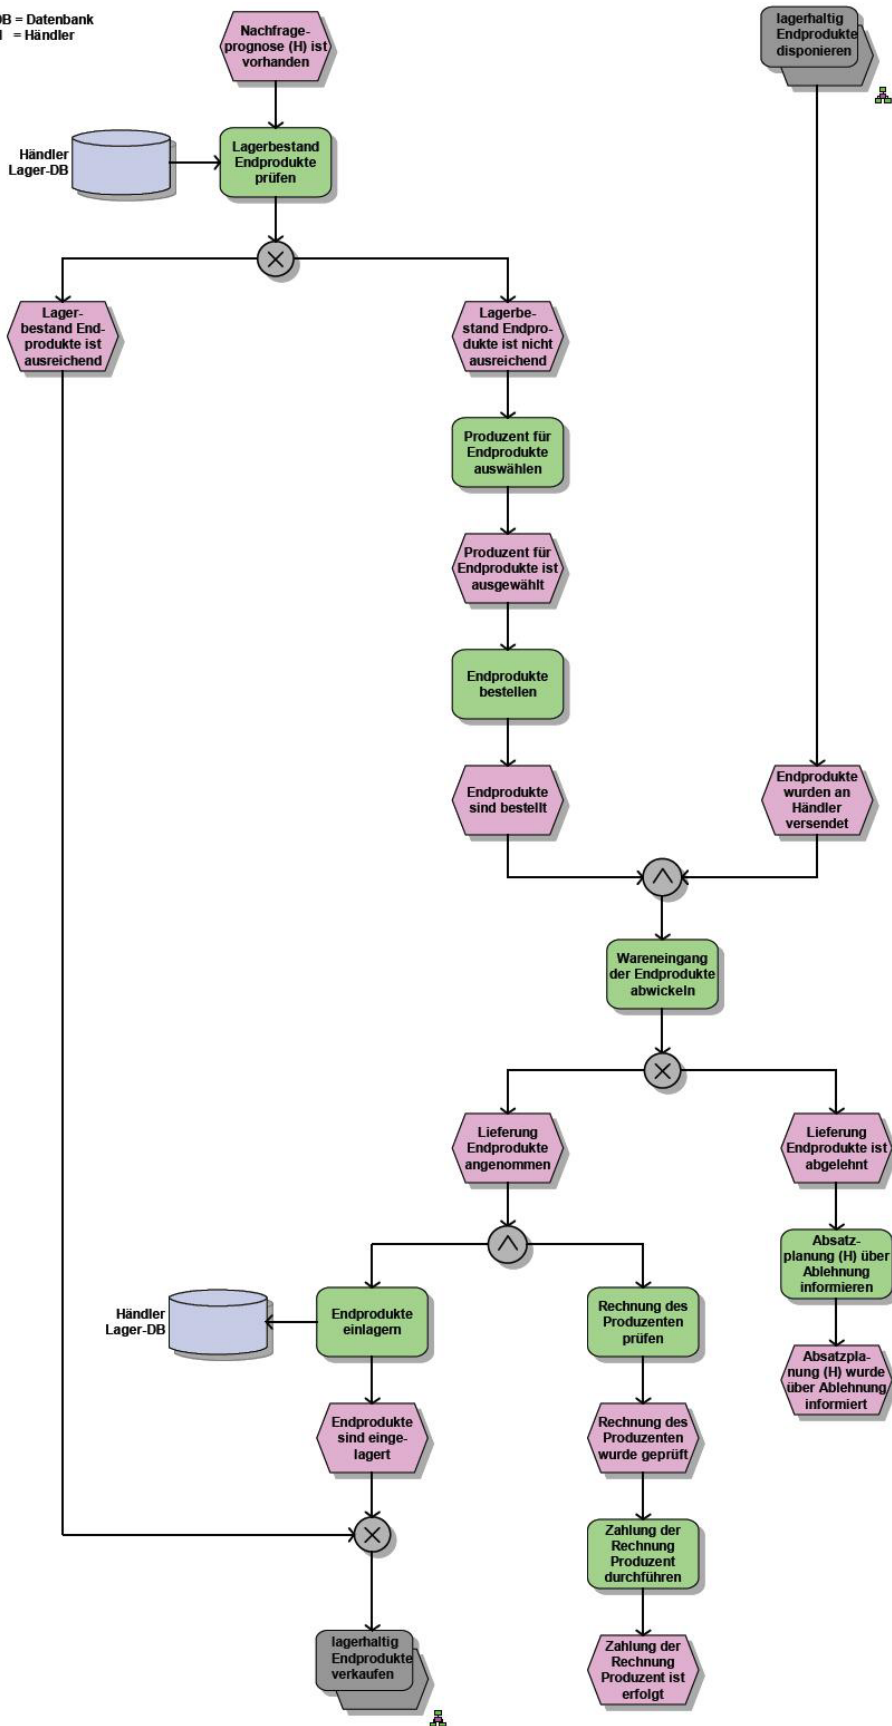 DB = Datenbank
= Händler
Nachfrage-
prognose (H) ist
vorhanden
lagerhaltig
Endprodukte
disponieren
Händler
Lager-DB
Lagerbestand
Endprodukte
prüfen
Lager-
bestand End-
produkte ist
ausreichend
Lagerbe-
stand Endpro-
dukte ist nicht
ausreichend
Produzent für
Endprodukte
auswählen
Produzent für
Endprodukte ist
ausgewählt
Endprodukte
bestellen
Endprodukte
sind bestellt
Endprodukte
wurden an
Händler
versendet
Wareneingang
der Endprodukte
abwickeln
Lieferung
Endprodukte
angenommen
Lieferung
Endprodukte ist
abgelehnt
Absatz-
planung (H) über
Ablehnung
informieren
Händler
Lager-DB
Endprodukte
einlagern
Rechnung des
Produzenten
prüfen
Absatzpla-
nung (H) wurde
über Ablehnung
informiert
Endprodukte
sind einge-
lagert
Rechnung des
Produzenten
wurde geprüft
Zahlung der
Rechnung
Produzent
durchführen
lagerhaltig
Endprodukte
verkaufen
Zahlung der
Rechnung
Produzent ist
erfolgt